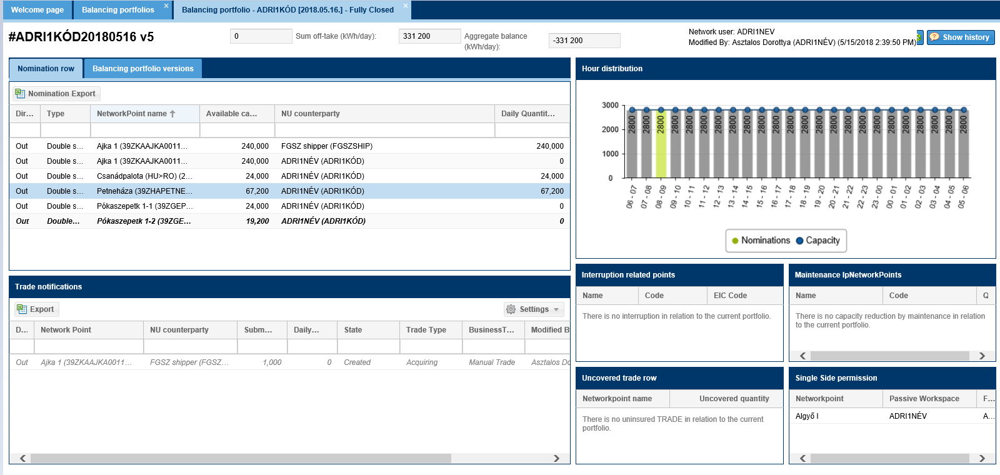 Welcome page
Balancing portfolios ×
Balancing portfolio - ADRI1KÓD [2018.05.16.] - Fully Closed ×
#ADRI1KÓD20180516 v5
0
Sum off-take (kWh/day):
331 200
Aggregate balance
(kWh/day):
-331 200
Network user: ADRI1NEV
Modified By: Asztalos Dorottya (ADRI1NÉV) (5/15/2018 2:39:50 PM)
Show history
Nomination row
Balancing portfolio versions
Nomination Export
Dir... Type NetworkPoint name Available ca... NU counterparty Daily Quantit...
Out Double s... Ajka 1 (39ZKAAJKA0011... 240,000 FGSZ shipper (FGSZSHIP) 240,000
Out Double s... Ajka 1 (39ZKAAJKA0011... 240,000 ADRI1NÉV (ADRI1KÓD) 0
Out Double s... Csanádpalota (HU>RO) (2... 24,000 ADRI1NÉV (ADRI1KÓD) 24,000
Out Double s... Petneháza (39ZHAPETNE... 67,200 ADRI1NÉV (ADRI1KÓD) 67,200
Out Double s... Pókaszepetk 1-1 (39ZGEP... 24,000 ADRI1NÉV (ADRI1KÓD) 0
Out Double... Pókaszepetk 1-2 (39ZGE... 19,200 ADRI1NÉV (ADRI1KÓD) 0
Trade notifications
Export
Settings
D... Network Point NU counterparty Subm... Daily... State Trade Type BusinessT... Modified B
Out Ajka 1 (39ZKAAJKA0011... FGSZ shipper (FGSZ... 1,000 0 Created Acquiring Manual Trade Asztalos Do
Hour distribution
3000
2000
1000
0
2800 2800 2800 2800 2800 2800 2800 2800 2800 2800 2800 2800 2800 2800 2800 2800 2800 2800 2800 2800 2800 2800 2800 2800
06 - 07 07 - 08 08 - 09 09 - 10 10 - 11 11 - 12 12 - 13 13 - 14 14 - 15 15 - 16 16 - 17 17 - 18 18 - 19 19 - 20 20 - 21 21 - 22 22 - 23 23 - 00 00 - 01 01 - 02 02 - 03 03 - 04 04 - 05 05 - 06
Nominations Capacity
Interruption related points
Name Code EIC Code
There is no interruption in relation to the current portfolio.
Maintenance IpNetworkPoints
Name Code Q
There is no capacity reduction by maintenance in relation
to the current portfolio.
Uncovered trade row
Networkpoint name Uncovered quantity
There is no uninsured TRADE in relation to the current
portfolio.
Single Side permission
Networkpoint Passive Workspace F...
Algyő I ADRI1NÉV A...